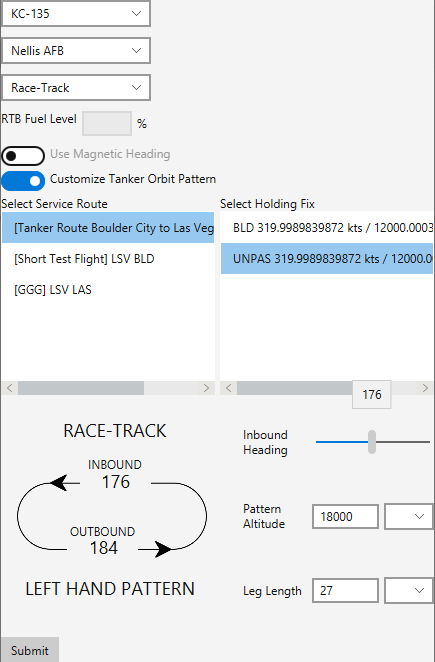 KC-135
Nellis AFB
Race-Track
RTB Fuel Level %
Use Magnetic Heading
Customize Tanker Orbit Pattern
Select Service Route
[Tanker Route Boulder City to Las Veg
[Short Test Flight] LSV BLD
[GGG] LSV LAS
Select Holding Fix
BLD 319.9989839872 kts / 12000.0003
UNPAS 319.9989839872 kts / 12000.0
176
RACE-TRACK
INBOUND
176
OUTBOUND
184
LEFT HAND PATTERN
Inbound
Heading
Pattern
Altitude
18000
Leg Length
27
Submit